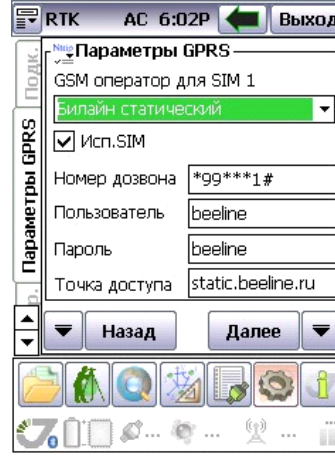 RTK AC 6:02P Выход
Ntrip Параметры GPRS
Подк.
GSM оператор для SIM 1
Билайн статический
Исп.SIM
Параметры GPRS
Номер дозвона *99***1#
Пользователь beeline
Пароль beeline
Точка доступа static.beeline.ru
Назад Далее